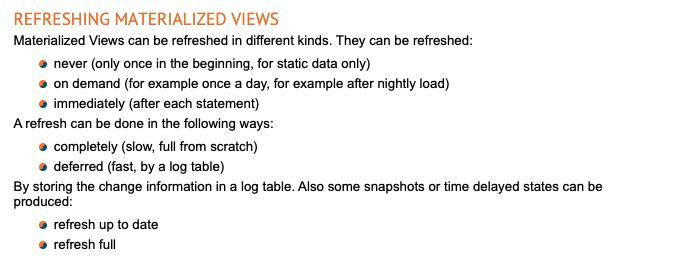 REFRESHING MATERIALIZED VIEWS
Materialized Views can be refreshed in different kinds. They can be refreshed:
never (only once in the beginning, for static data only)
on demand (for example once a day, for example after nightly load)
immediately (after each statement)
A refresh can be done in the following ways:
completely (slow, full from scratch)
deferred (fast, by a log table)
By storing the change information in a log table. Also some snapshots or time delayed states can be
produced:
refresh up to date
refresh full